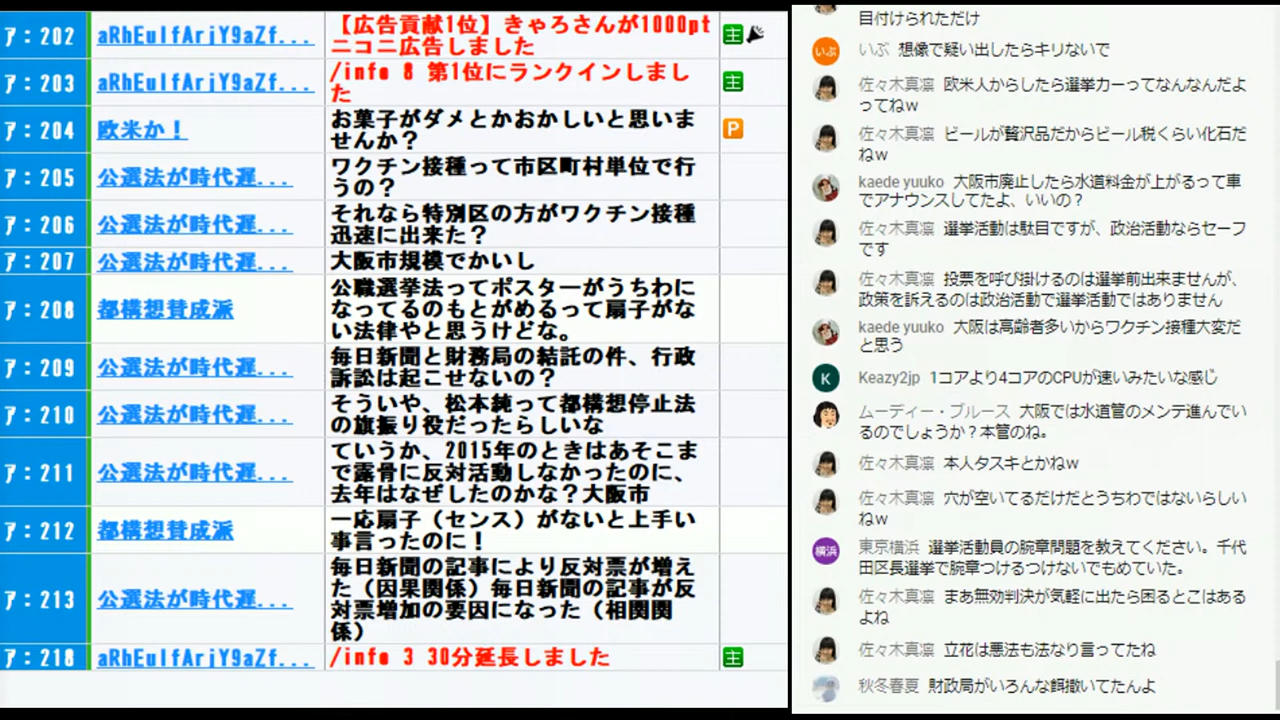 ｱ：202 aRhEuIfArjY9aZf... 【広告貢献1位】きゃろさんが1000pt
ニコニ広告しました 主
ｱ：203 aRhEuIfArjY9aZf... /info 8 第1位にランクインしまし
た 主
ｱ：204 欧米か！ お菓子がダメとかおかしいと思いま
せんか？ P
ｱ：205 公選法が時代遅... ワクチン接種って市区町村単位で行
うの？
ｱ：206 公選法が時代遅... それなら特別区の方がワクチン接種
迅速に出来た？
ｱ：207 公選法が時代遅... 大阪市規模でかいし
ｱ：208 都構想賛成派 公職選挙法ってポスターがうちわに
なってるのもとがめるって扇子がな
い法律やと思うけどな。
ｱ：209 公選法が時代遅... 毎日新聞と財務局の結託の件、行政
訴訟は起こせないの？
ｱ：210 公選法が時代遅... そういや、松本純って都構想停止法
の旗振り役だったらしいな
ｱ：211 公選法が時代遅... ていうか、2015年のときはあそこま
で露骨に反対活動しなかったのに、
去年はなぜしたのかな？大阪市
ｱ：212 都構想賛成派 一応扇子（センス）がないと上手い
事言ったのに！
ｱ：213 公選法が時代遅... 毎日新聞の記事により反対票が増え
た（因果関係）毎日新聞の記事が反
対票増加の要因になった（相関関
係）
ｱ：218 aRhEuIfArjY9aZf... /info 3 30分延長しました 主
目付けられただけ
いぶ いぶ 想像で疑い出したらキリないで
佐々木真凛 欧米人からしたら選挙カーってなんなんだよ
ってねw
佐々木真凛 ビールが贅沢品だからビール税くらい化石だ
ねw
kaede yuuko 大阪市廃止したら水道料金が上がるって車
でアナウンスしてたよ、いいの？
佐々木真凛 選挙活動は駄目ですが、政治活動ならセーフ
です
佐々木真凛 投票を呼び掛けるのは選挙前出来ませんが、
政策を訴えるのは政治活動で選挙活動ではありません
kaede yuuko 大阪は高齢者多いからワクチン接種大変だ
と思う
K Keazy2jp 1コアより4コアのCPUが速いみたいな感じ
ムーディー・ブルース 大阪では水道管のメンテ進んでい
るのでしょうか？本管のね。
佐々木真凛 本人タスキとかねw
佐々木真凛 穴が空いてるだけだとうちわではないらしい
ねw
横浜 東京横浜 選挙活動員の腕章問題を教えてください。千代
田区長選挙で腕章つけるつけないでもめていた。
佐々木真凛 まあ無効判決が気軽に出たら困るとこはある
よね
佐々木真凛 立花は悪法も法なり言ってたね
秋冬春夏 財政局がいろんな餌撒いてたんよ